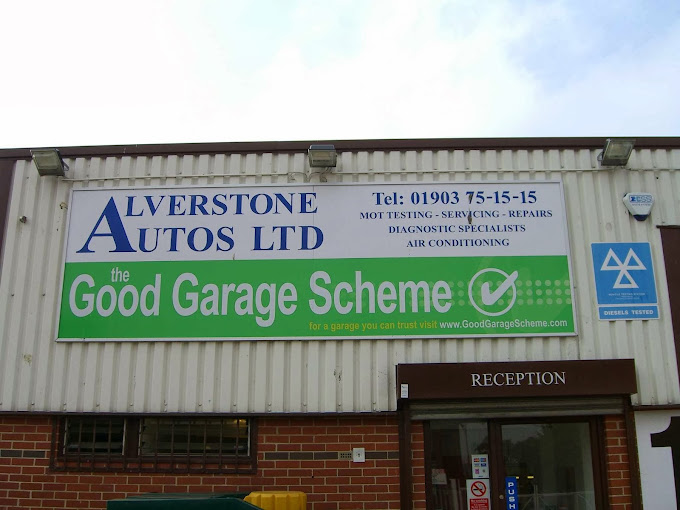 ALVERSTONE
AUTOS LTD
Tel: 01903 75-15-15
MOT TESTING - SERVICING - REPAIRS
DIAGNOSTIC SPECIALISTS
AIR CONDITIONING
the
Good Garage Scheme
for a garage you can trust visit www.GoodGarageScheme.com
DIESELS TESTED
RECEPTION
PUSH
1